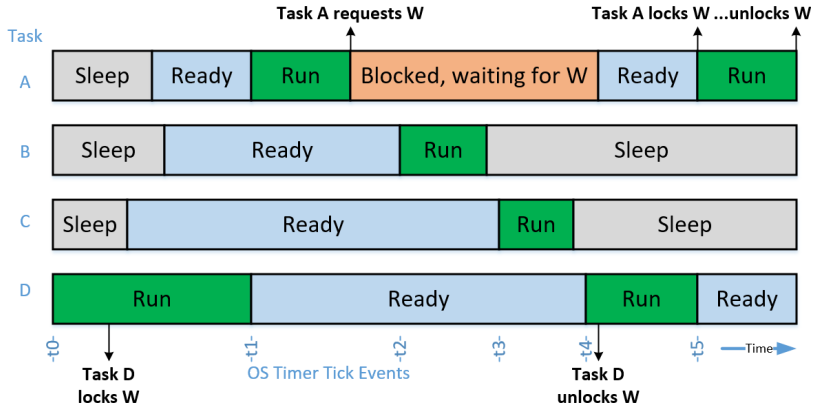 Task A requests W
Task A locks W ...unlocks W
Task
A
Sleep
Ready
Run
Blocked, waiting for W
Ready
Run
B
Sleep
Ready
Run
Sleep
C
Sleep
Ready
Run
Sleep
D
Run
Ready
Run
Ready
-t0-
-t1-
-t2-
-t3-
-t4-
-t5-
Time
Task D
locks W
OS Timer Tick Events
Task D
unlocks W